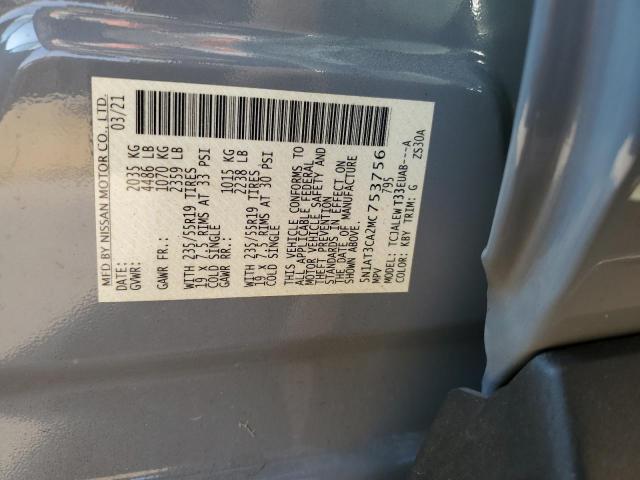 MFD BY NISSAN MOTOR CO., LTD.
DATE: 03/21
GVWR: 2035 KG
4486 LB
GAWR FR.: 1070 KG
2359 LB
WITH 235/55R19 TIRES
19 X 7.5 RIMS AT 33 PSI
COLD SINGLE
GAWR RR.: 1015 KG
2238 LB
WITH 235/55R19 TIRES
19 X 7.5 RIMS AT 30 PSI
COLD SINGLE
THIS VEHICLE CONFORMS TO
ALL APPLICABLE FEDERAL
MOTOR VEHICLE SAFETY AND
THEFT PREVENTION
STANDARDS IN EFFECT ON
THE DATE OF MANUFACTURE
SHOWN ABOVE.
5N1AT3CA2MC753756
MPV 795
MODEL: TCJALEW T33EUAB---A
COLOR: KBY TRIM: G ZS30A